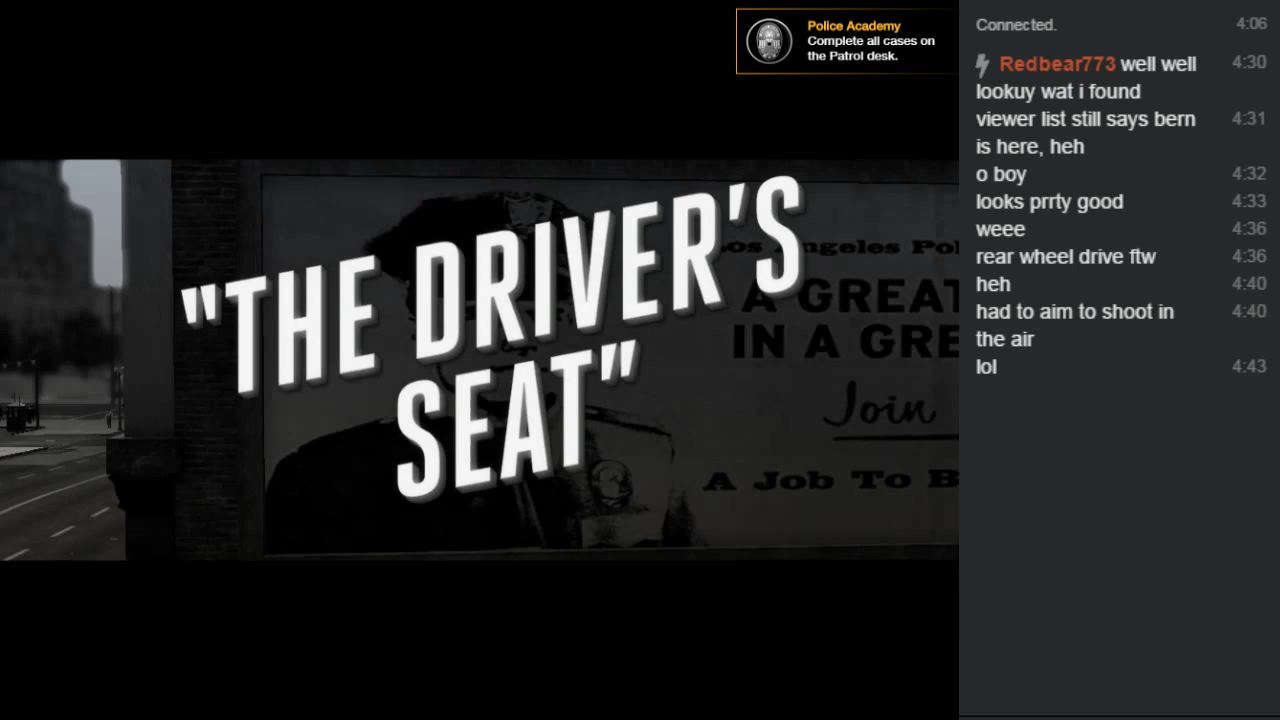 Police Academy
Complete all cases on
the Patrol desk.
"THE DRIVER'S
SEAT"
Los Angeles Pol
A GREAT
IN A GRE
Join
A Job To B
Connected. 4:06
Redbear773 well well 4:30
lookuy wat i found
viewer list still says bern 4:31
is here, heh
o boy 4:32
looks prrty good 4:33
weee 4:36
rear wheel drive ftw 4:36
heh 4:40
had to aim to shoot in 4:40
the air
lol 4:43